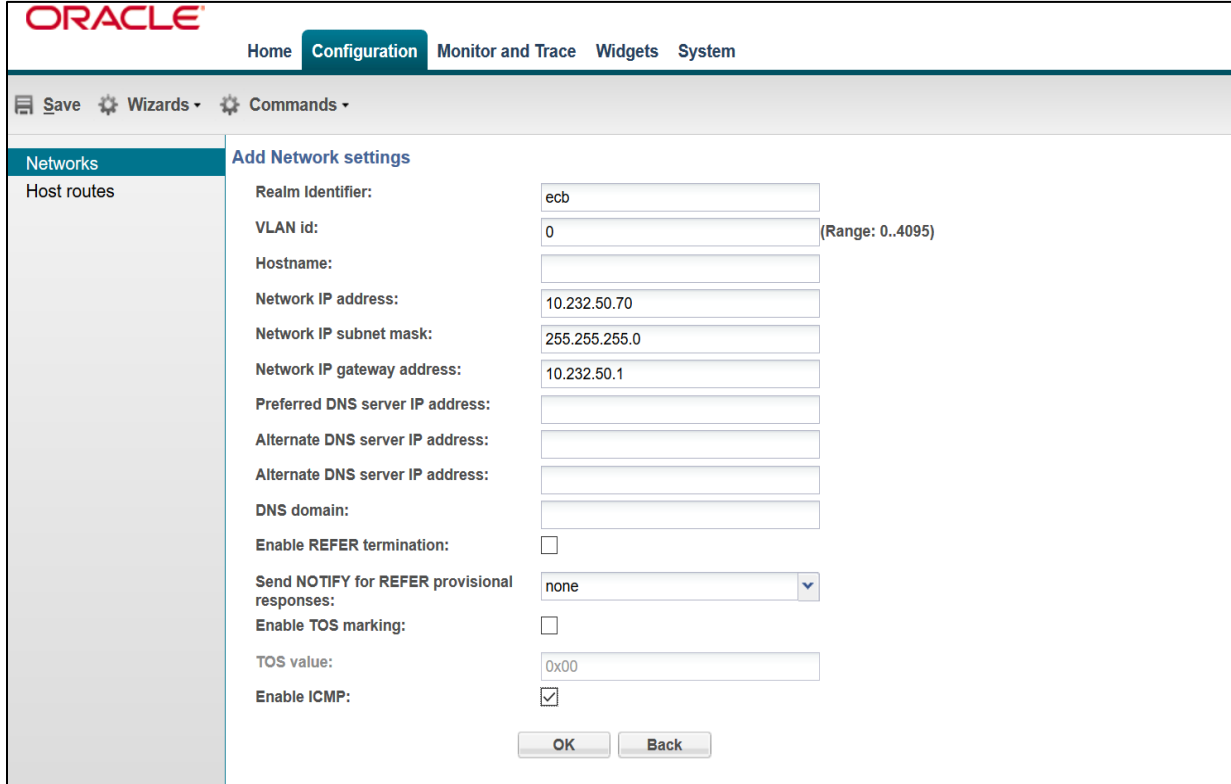 ORACLE
Home Configuration Monitor and Trace Widgets System
Save Wizards Commands
Networks
Host routes
Add Network settings
Realm Identifier: ecb
VLAN id: 0 (Range: 0..4095)
Hostname:
Network IP address: 10.232.50.70
Network IP subnet mask: 255.255.255.0
Network IP gateway address: 10.232.50.1
Preferred DNS server IP address:
Alternate DNS server IP address:
Alternate DNS server IP address:
DNS domain:
Enable REFER termination:
Send NOTIFY for REFER provisional
responses: none
Enable TOS marking:
TOS value: 0x00
Enable ICMP:
OK Back